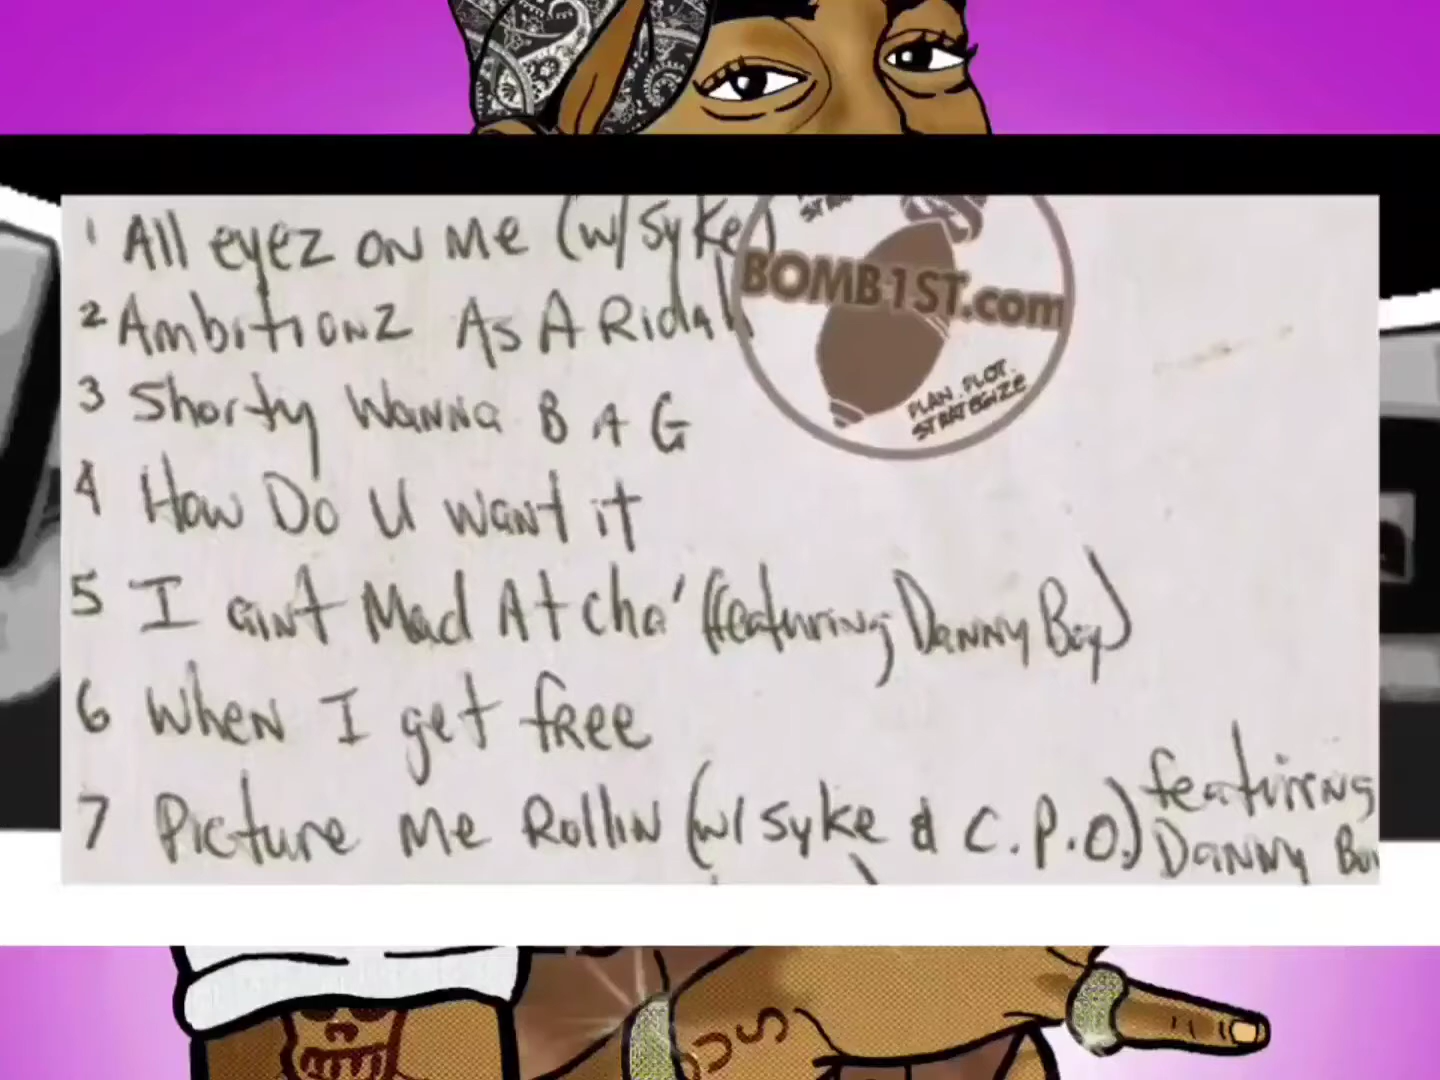 1 All eyez on Me (w/ Syke)
2 Ambitionz As A Ridah
3 Shorty Wanna B A G
4 How Do U want it
5 I aint Mad At cha' (featuring Danny Boy)
6 When I get free
7 Picture Me Rollin (w/ Syke & C.P.O.) featuring
Danny Boy
BOMB1ST.com
PLAN.PLOT.
STRATEGIZE